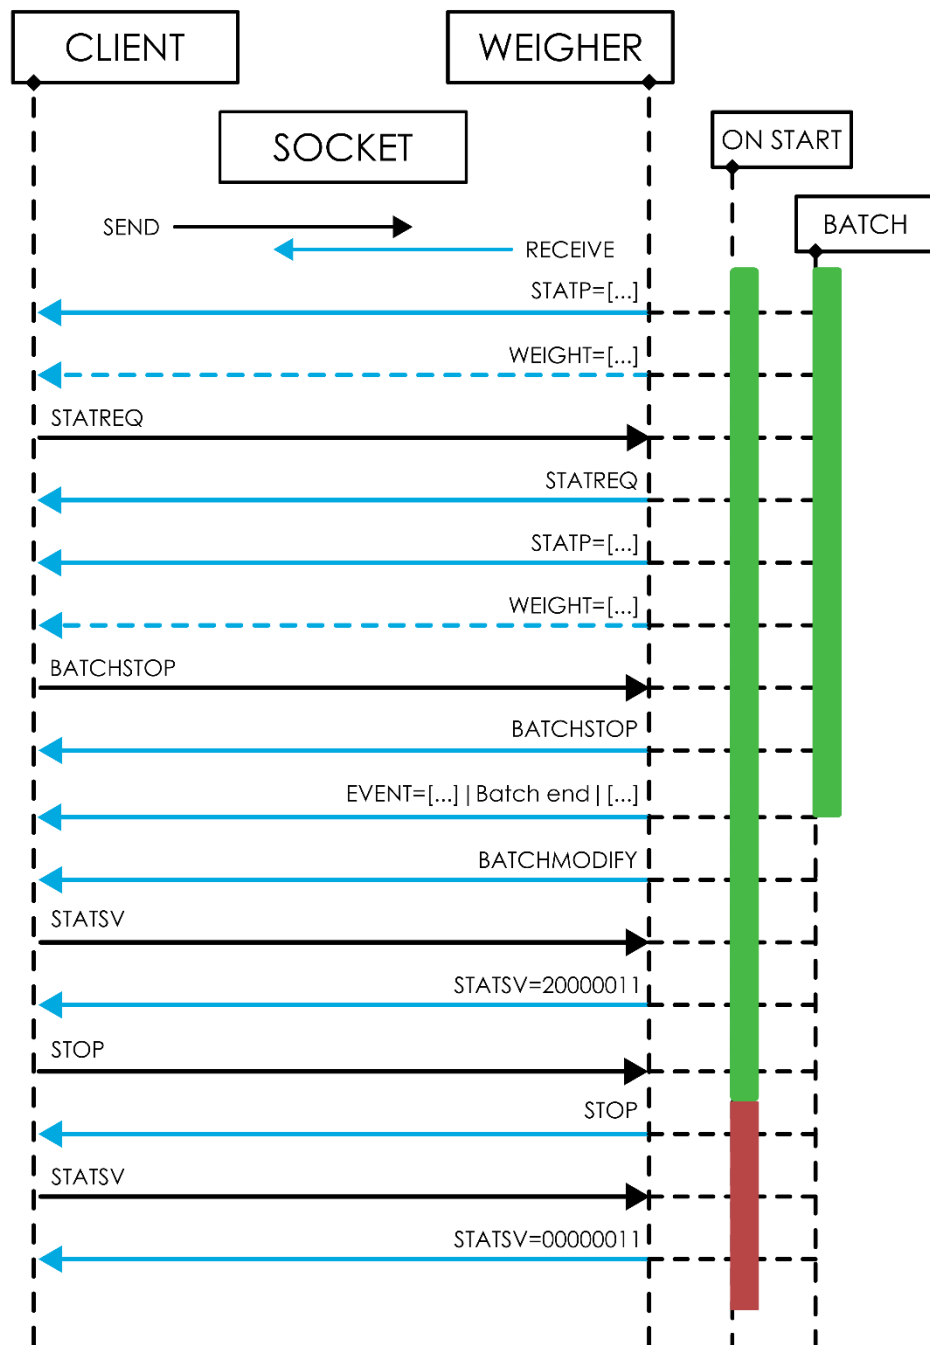 CLIENT
WEIGHER
SOCKET
ON START
SEND
RECEIVE
BATCH
STATP=[...]
WEIGHT=[...]
STATREQ
STATREQ
STATP=[...]
WEIGHT=[...]
BATCHSTOP
BATCHSTOP
EVENT=[...]|Batch end|[...]
BATCHMODIFY
STATSV
STATSV=20000011
STOP
STOP
STATSV
STATSV=00000011